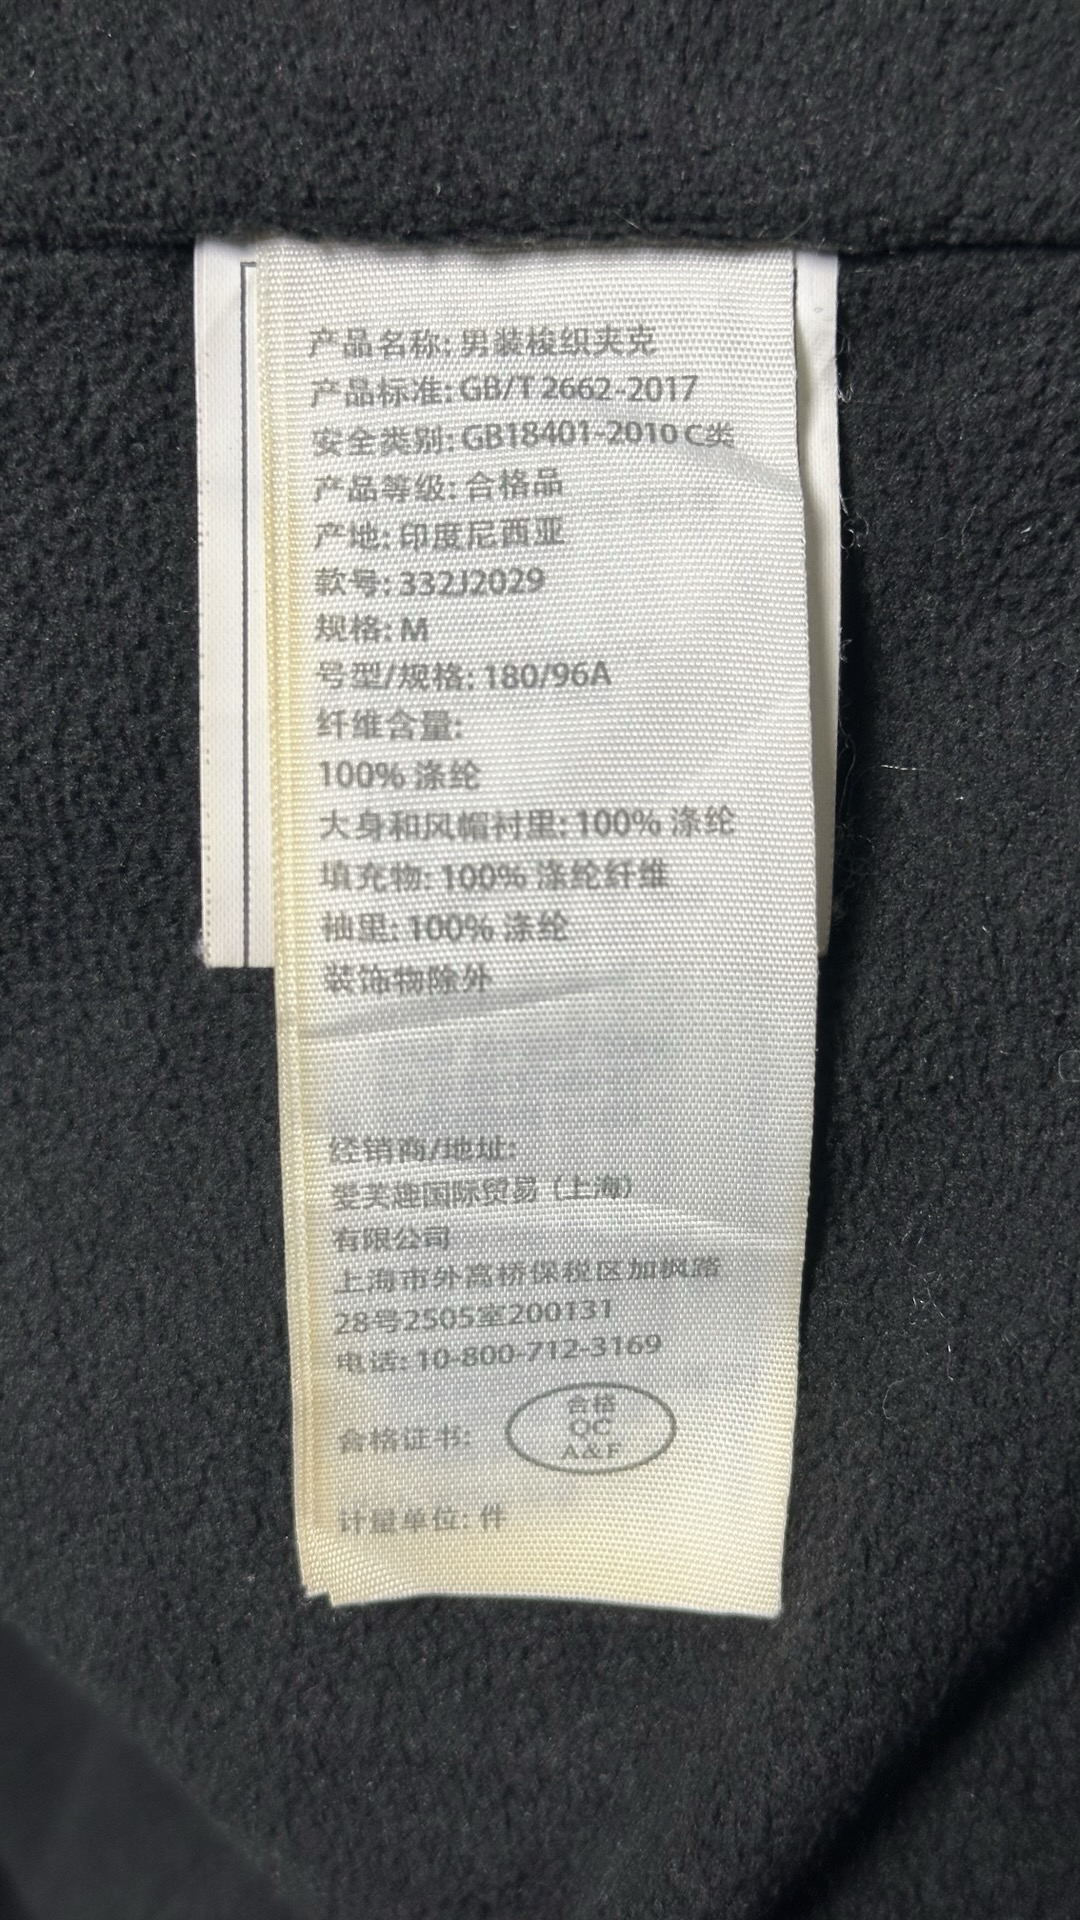 产品名称: 男装梭织夹克
产品标准: GB/T 2662-2017
安全类别: GB18401-2010 C类
产品等级: 合格品
产地: 印度尼西亚
款号: 332J2029
规格: M
号型/规格: 180/96A
纤维含量:
100% 涤纶
大身和风帽衬里: 100% 涤纶
填充物: 100% 涤纶纤维
袖里: 100% 涤纶
装饰物除外
经销商/地址:
斐芙趣国际贸易 (上海)
有限公司
上海市外高桥保税区加枫路
28号2505室200131
电话: 10-800-712-3169
合格证书:
合格
QC
A&F
计量单位: 件